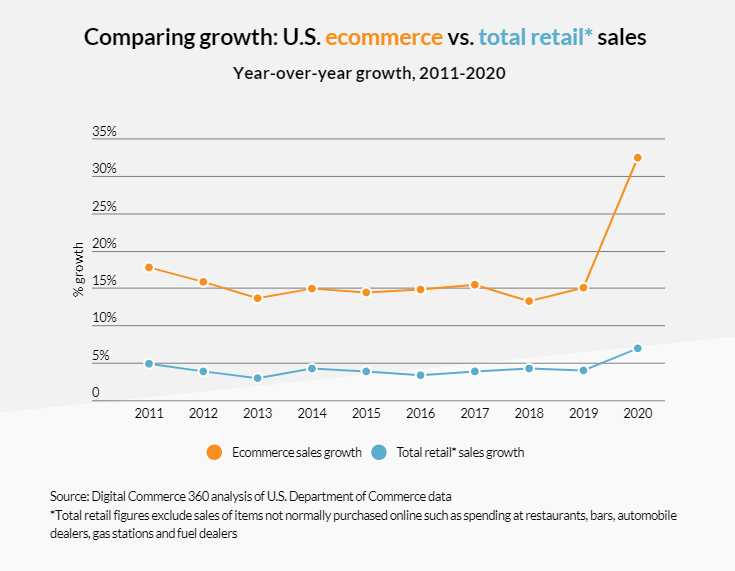 Comparing growth: U.S. ecommerce vs. total retail* sales
Year-over-year growth, 2011-2020
35%
30%
25%
20%
15%
10%
5%
0
% growth
2011 2012 2013 2014 2015 2016 2017 2018 2019 2020
Ecommerce sales growth Total retail* sales growth
Source: Digital Commerce 360 analysis of U.S. Department of Commerce data
*Total retail figures exclude sales of items not normally purchased online such as spending at restaurants, bars, automobile
dealers, gas stations and fuel dealers